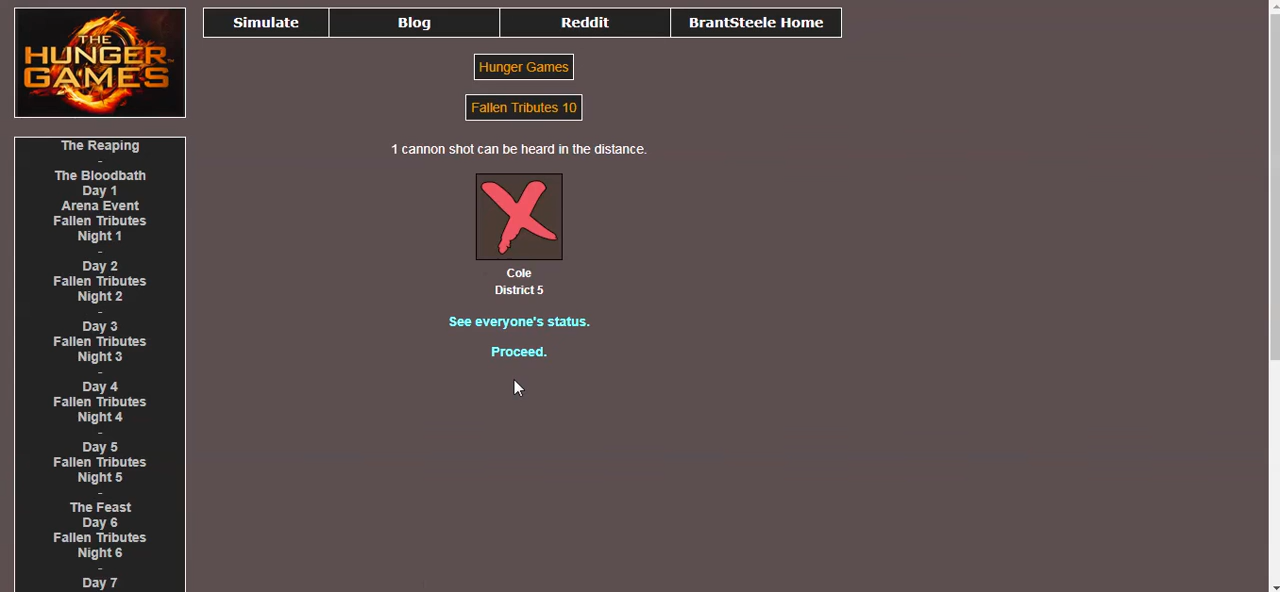 THE
HUNGER
GAMES
Simulate
Blog
Reddit
BrantSteele Home
Hunger Games
Fallen Tributes 10
1 cannon shot can be heard in the distance.
Cole
District 5
See everyone's status.
Proceed.
The Reaping
-
The Bloodbath
Day 1
Arena Event
Fallen Tributes
Night 1
-
Day 2
Fallen Tributes
Night 2
-
Day 3
Fallen Tributes
Night 3
-
Day 4
Fallen Tributes
Night 4
-
Day 5
Fallen Tributes
Night 5
-
The Feast
Day 6
Fallen Tributes
Night 6
-
Day 7